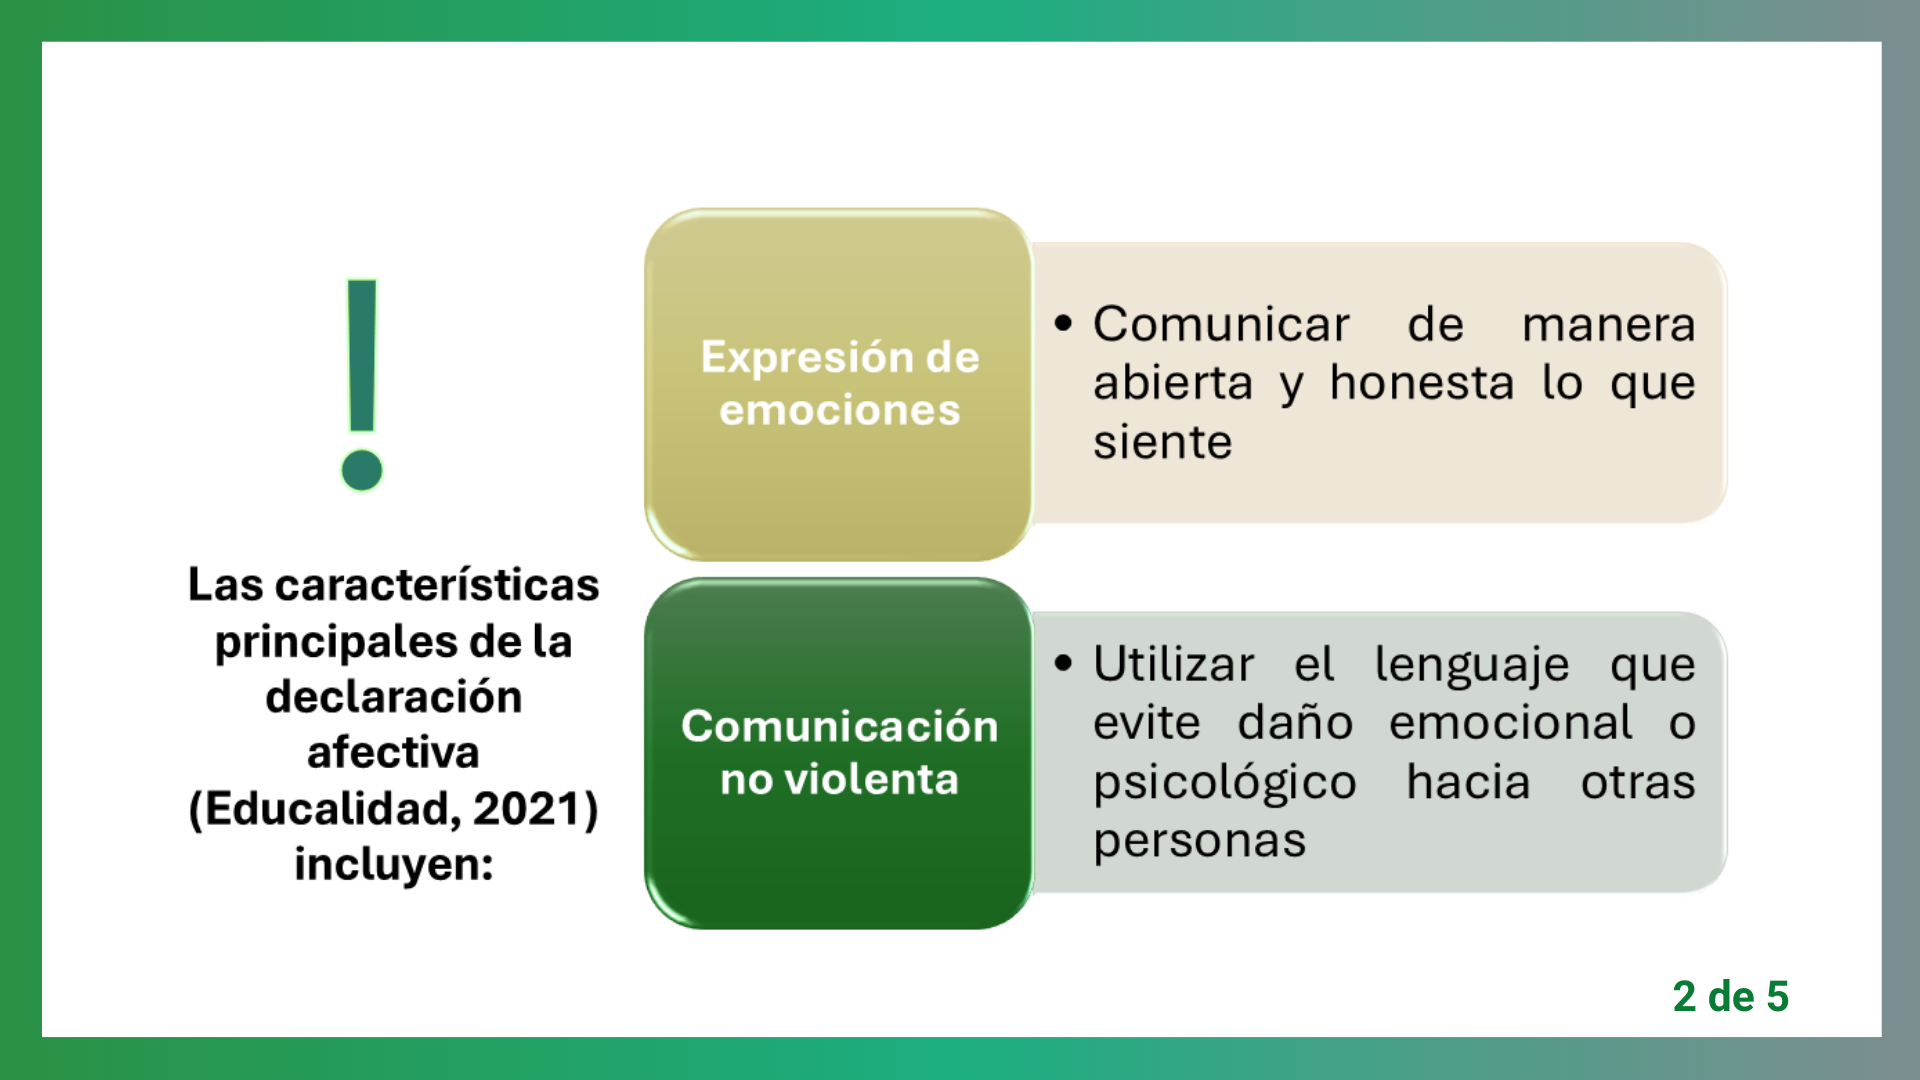 Las características
principales de la
declaración
afectiva
(Educalidad, 2021)
incluyen:
Expresión de
emociones
• Comunicar de manera
abierta y honesta lo que
siente
Comunicación
no violenta
• Utilizar el lenguaje que
evite daño emocional o
psicológico hacia otras
personas
2 de 5